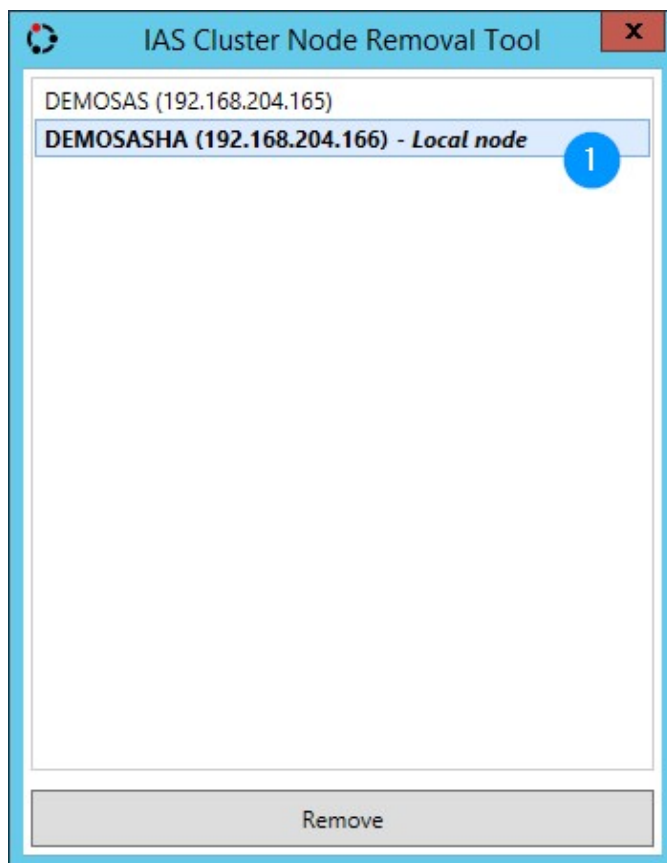 IAS Cluster Node Removal Tool x
DEMOSAS (192.168.204.165)
DEMOSASHA (192.168.204.166) - Local node
1
Remove